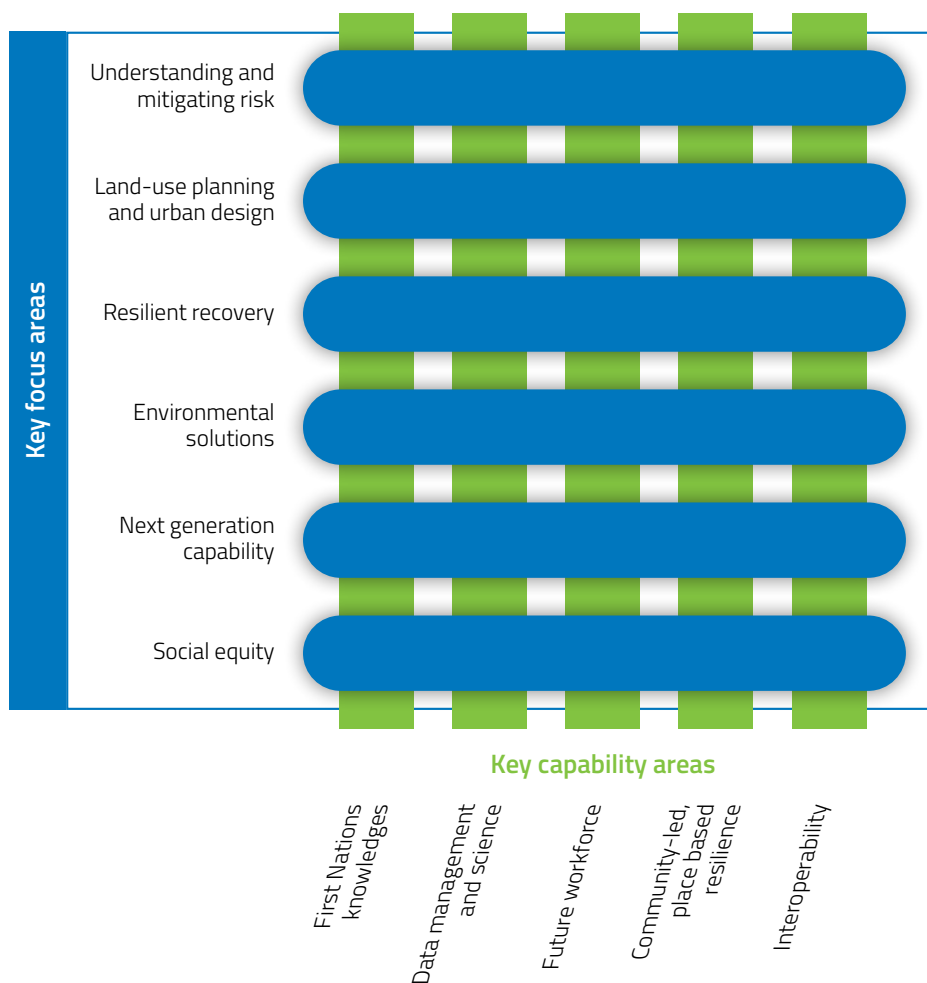 Key focus areas
Understanding and
mitigating risk
Land-use planning
and urban design
Resilient recovery
Environmental
solutions
Next generation
capability
Social equity
Key capability areas
First Nations
knowledges
Data management
and science
Future workforce
Community-led,
place based
resilience
Interoperability